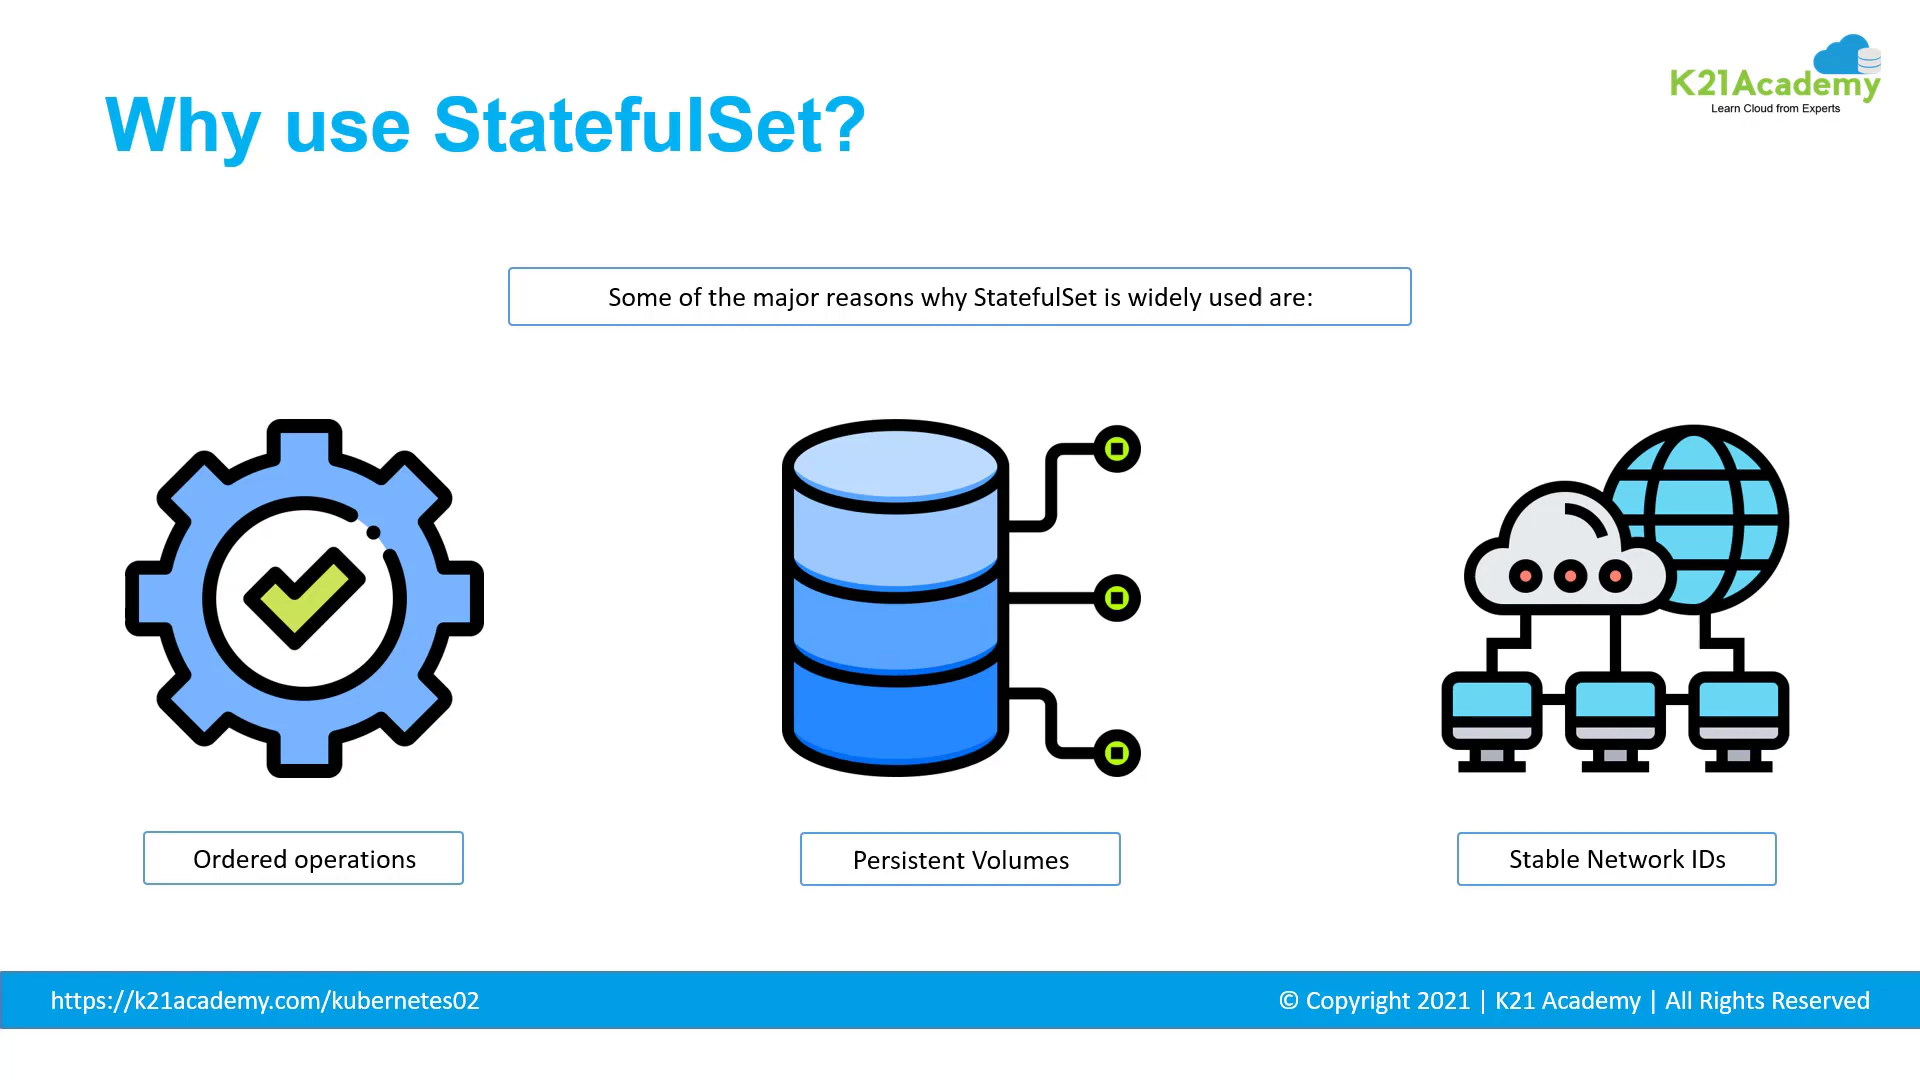 K21Academy
Learn Cloud from Experts
Why use StatefulSet?
Some of the major reasons why StatefulSet is widely used are:
Ordered operations
Persistent Volumes
Stable Network IDs
https://k21academy.com/kubernetes02
© Copyright 2021 | K21 Academy | All Rights Reserved